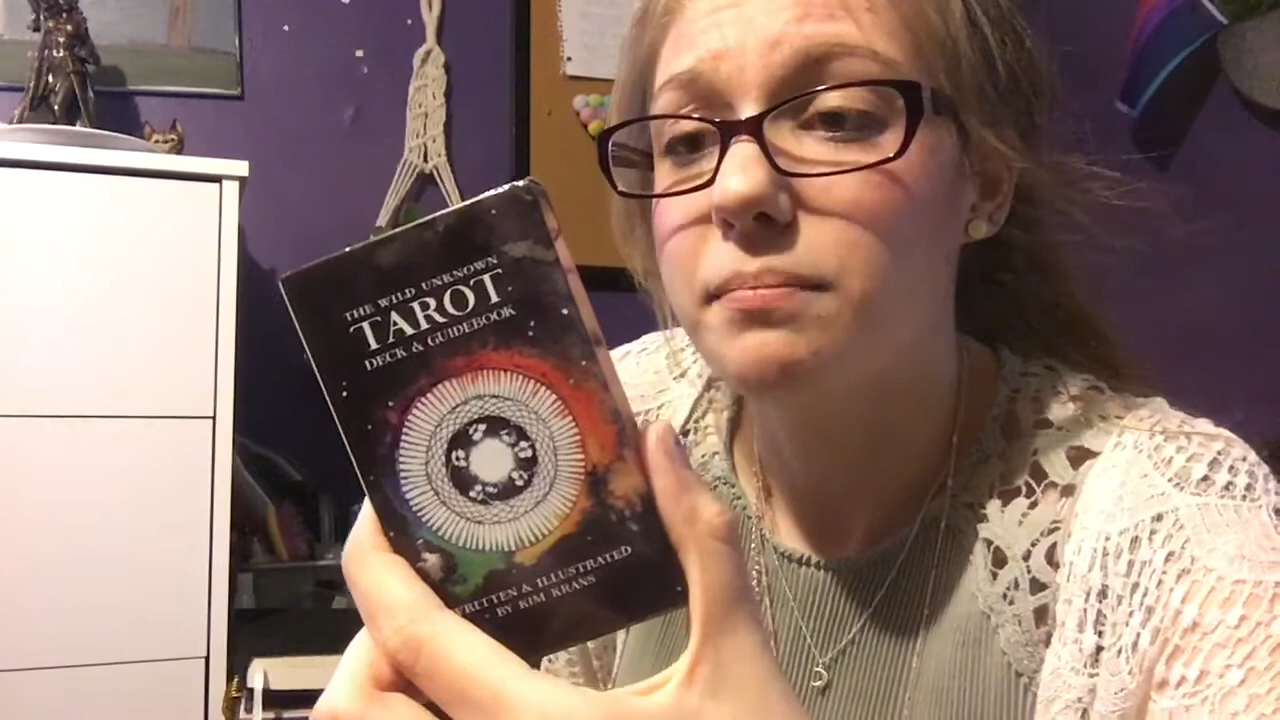 THE WILD UNKNOWN
TAROT
DECK & GUIDEBOOK
WRITTEN & ILLUSTRATED
BY KIM KRANS